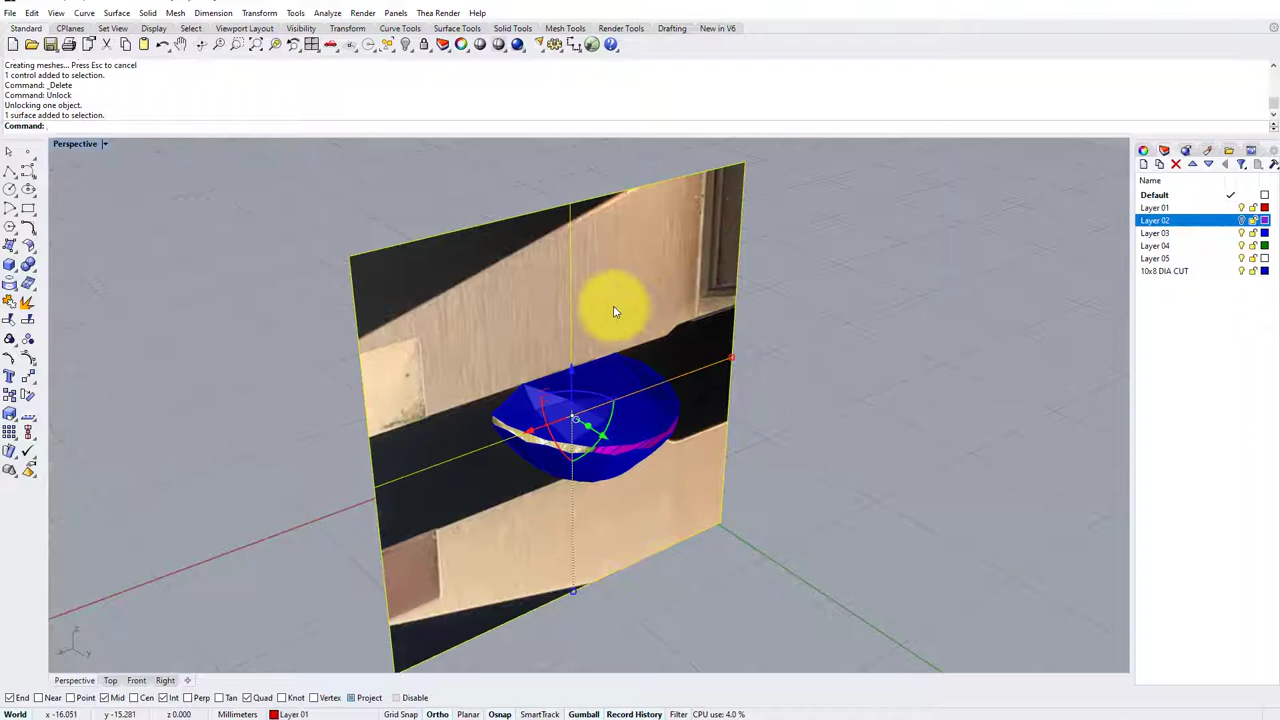 File Edit View Curve Surface Solid Mesh Dimension Transform Tools Analyze Render Panels Thea Render Help
Standard CPlanes Set View Display Select Viewport Layout Visibility Transform Curve Tools Surface Tools Solid Tools Mesh Tools Render Tools Drafting New in V6
Creating meshes... Press Esc to cancel
1 control added to selection.
Command: _Delete
Command: Unlock
Unlocking one object.
1 surface added to selection.
Command:
Perspective
Name
Default
Layer 01
Layer 02
Layer 03
Layer 04
Layer 05
10x8 DIA CUT
z
x y
Perspective Top Front Right
End Near Point Mid Cen Int Perp Tan Quad Knot Vertex Project Disable
World x -16.051 y -15.281 z 0.000 Millimeters Layer 01 Grid Snap Ortho Planar Osnap SmartTrack Gumball Record History Filter CPU use: 4.0 %